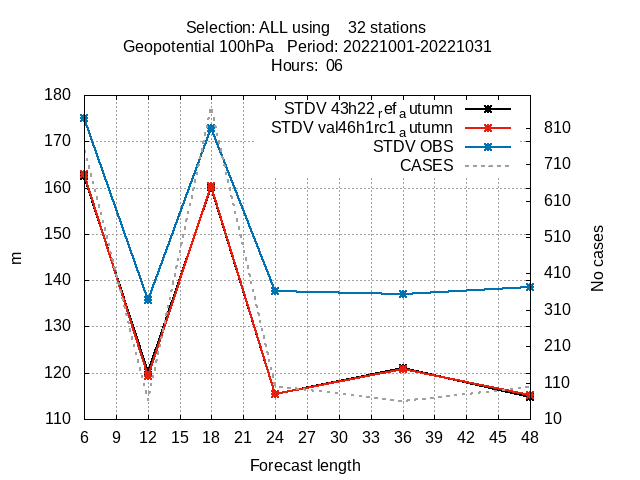 Selection: ALL using 32 stations
Geopotential 100hPa Period: 20221001-20221031
Hours: 06
STDV 43h22ref_autumn
STDV val46h1rc1autumn
STDV OBS
CASES
180
170
160
150
140
130
120
110
m
810
710
610
510
410
310
210
110
10
No cases
6 9 12 15 18 21 24 27 30 33 36 39 42 45 48
Forecast length